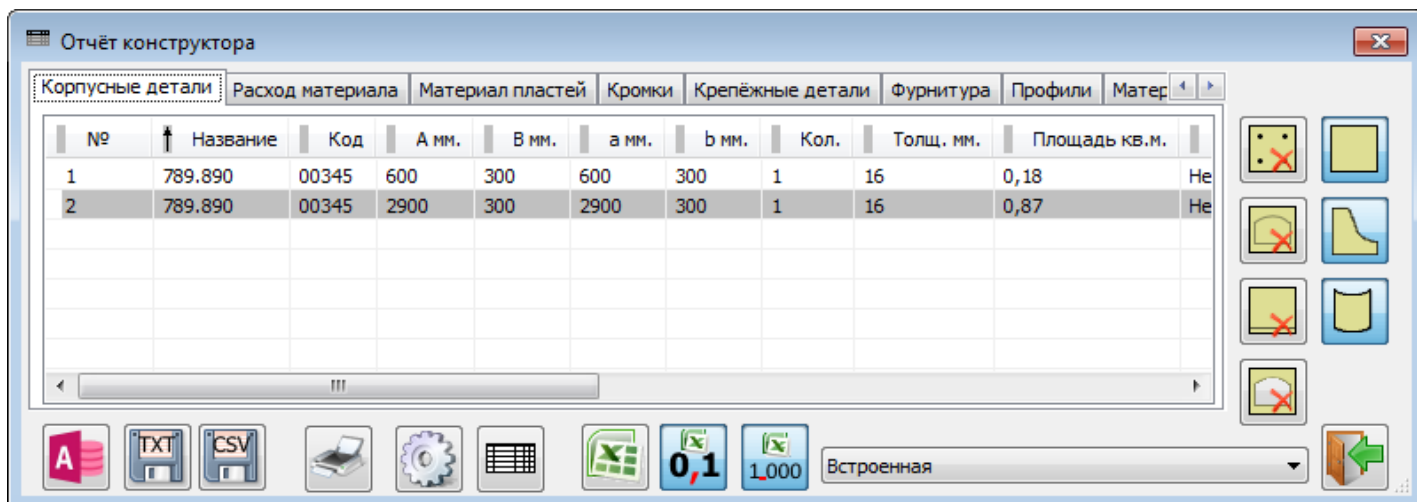 Отчёт конструктора
Корпусные детали Расход материала Материал пластей Кромки Крепёжные детали Фурнитура Профили Матер
№ Название Код A мм. B мм. a мм. b мм. Кол. Толщ. мм. Площадь кв.м.
1 789.890 00345 600 300 600 300 1 16 0,18 Не
2 789.890 00345 2900 300 2900 300 1 16 0,87 Не
A TXT CSV X 0,1 1.000 Встроенная